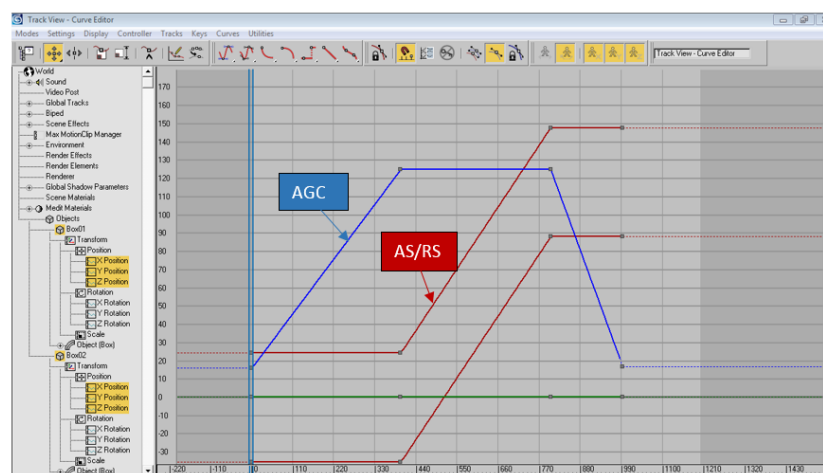 Track View - Curve Editor
Modes Settings Display Controller Tracks Keys Curves Utilities
Track View - Curve Editor
World
Sound
Video Post
Global Tracks
Biped
Scene Effects
Max MotionClip Manager
Environment
Render Effects
Render Elements
Renderer
Global Shadow Parameters
Scene Materials
Medit Materials
Objects
Box01
Transform
Position
X Position
Y Position
Z Position
Rotation
X Rotation
Y Rotation
Z Rotation
Scale
Object (Box)
Box02
Transform
Position
X Position
Y Position
Z Position
Rotation
X Rotation
Y Rotation
Z Rotation
Scale
Object (Box)
170
160
150
140
130
120
110
100
90
80
70
60
50
40
30
20
10
0
-10
-20
-30
AGC
AS/RS
-220 -110 0 110 220 330 440 550 660 770 880 990 1100 1210 1320 1430